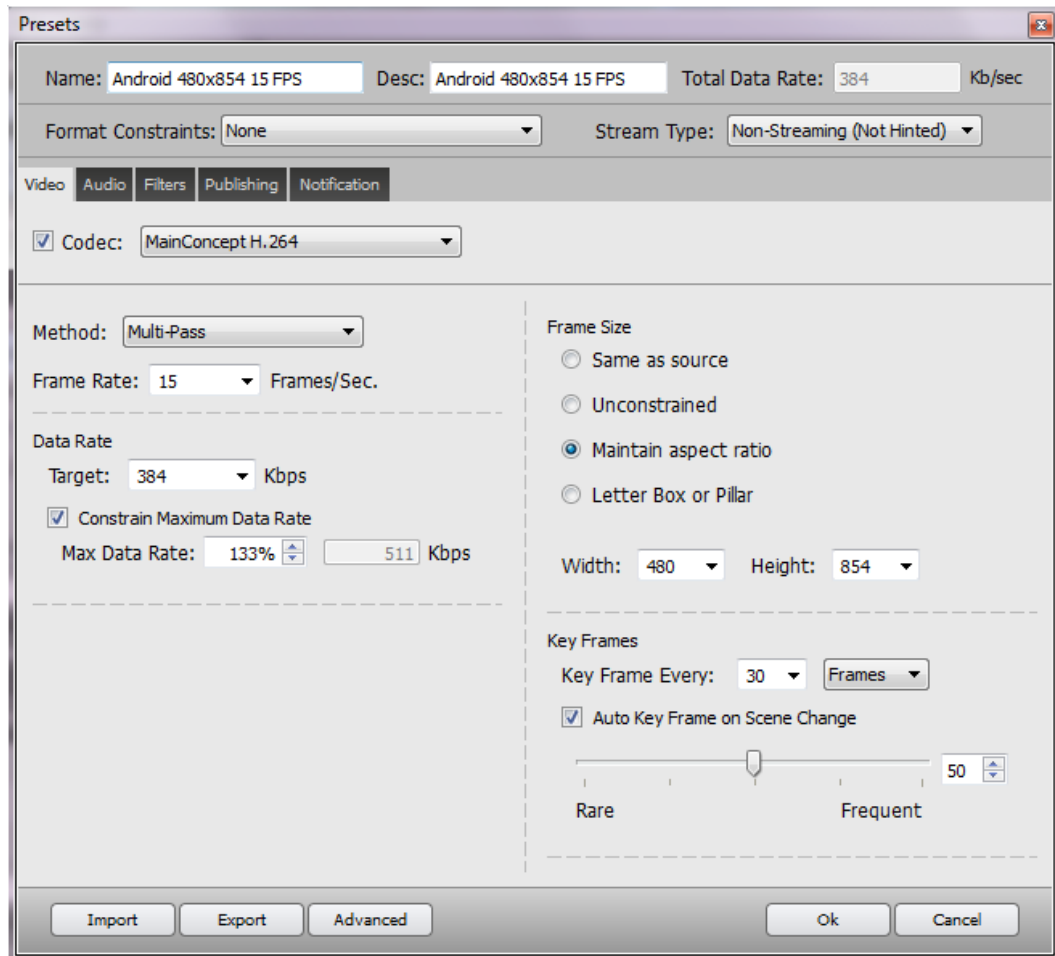 Presets
Name: Android 480x854 15 FPS Desc: Android 480x854 15 FPS Total Data Rate: 384 Kb/sec
Format Constraints: None Stream Type: Non-Streaming (Not Hinted)
Video Audio Filters Publishing Notification
Codec: MainConcept H.264
Method: Multi-Pass
Frame Rate: 15 Frames/Sec.
Data Rate
Target: 384 Kbps
Constrain Maximum Data Rate
Max Data Rate: 133% 511 Kbps
Frame Size
Same as source
Unconstrained
Maintain aspect ratio
Letter Box or Pillar
Width: 480 Height: 854
Key Frames
Key Frame Every: 30 Frames
Auto Key Frame on Scene Change
50
Rare Frequent
Import Export Advanced Ok Cancel